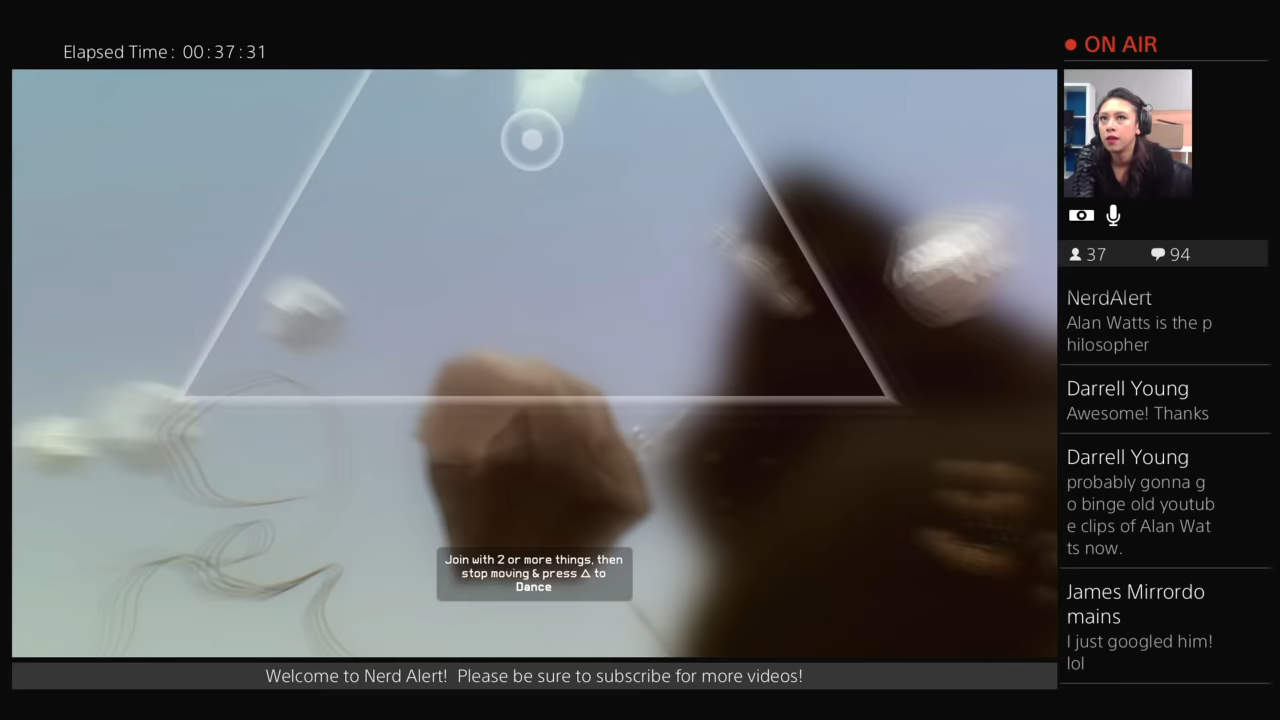 Elapsed Time: 00:37:31
ON AIR
37 94
NerdAlert
Alan Watts is the p
hilosopher
Darrell Young
Awesome! Thanks
Darrell Young
probably gonna g
o binge old youtub
e clips of Alan Wat
ts now.
James Mirrordo
mains
I just googled him!
lol
Join with 2 or more things, then
stop moving & press △ to
Dance
Welcome to Nerd Alert! Please be sure to subscribe for more videos!